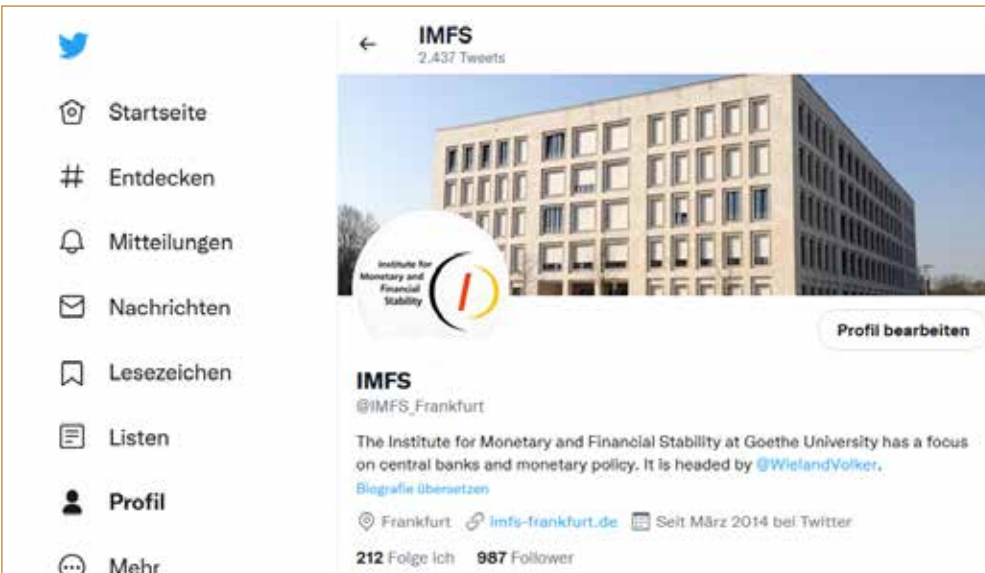 IMFS
2.437 Tweets
Startseite
Entdecken
Mitteilungen
Nachrichten
Lesezeichen
Listen
Profil
Mehr
Institute for
Monetary and
Financial
Stability
Profil bearbeiten
IMFS
@IMFS_Frankfurt
The Institute for Monetary and Financial Stability at Goethe University has a focus
on central banks and monetary policy. It is headed by @WielandVolker.
Biografie übersetzen
Frankfurt imfs-frankfurt.de Seit März 2014 bei Twitter
212 Folge ich 987 Follower